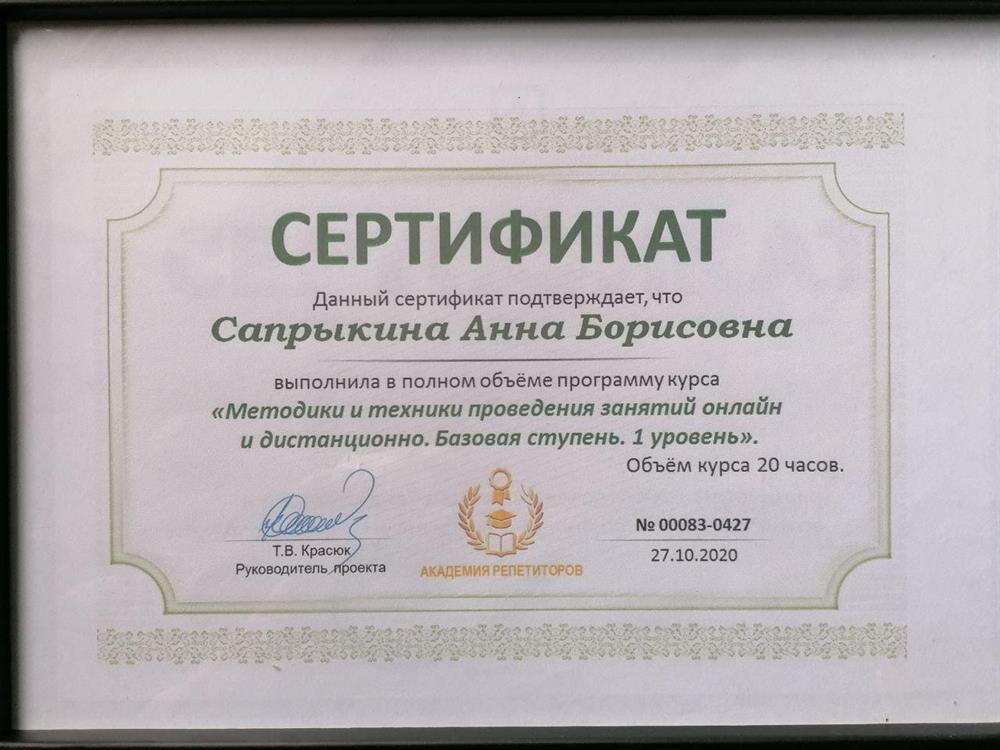 СЕРТИФИКАТ
Данный сертификат подтверждает, что
Сапрыкина Анна Борисовна
выполнила в полном объёме программу курса
«Методики и техники проведения занятий онлайн
и дистанционно. Базовая ступень. 1 уровень».
Объём курса 20 часов.
Т.В. Красюк
Руководитель проекта
АКАДЕМИЯ РЕПЕТИТОРОВ
№ 00083-0427
27.10.2020